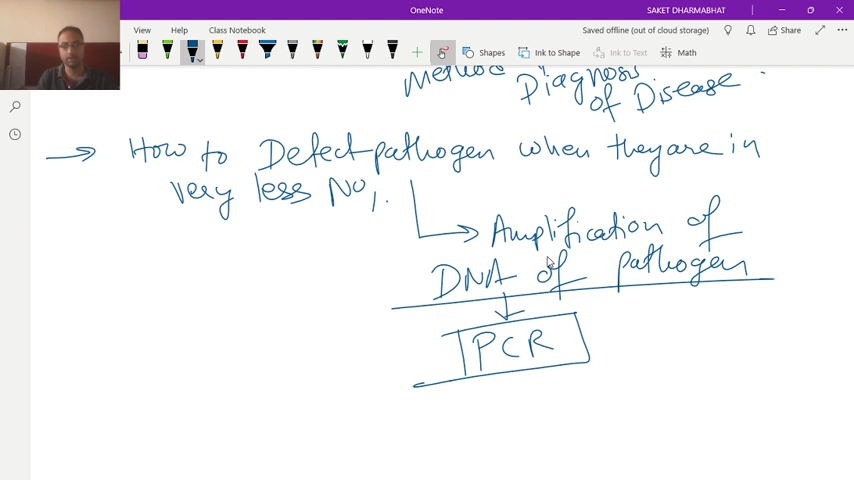 OneNote
SAKET DHARMABHAT
View Help Class Notebook
Saved offline (out of cloud storage)
Share
Shapes
Ink to Shape
Ink to Text
Math
Method Diagnosis
of Disease
How to Detect pathogen when they are in
very less No,.
Amplification of
DNA of pathogen
PCR